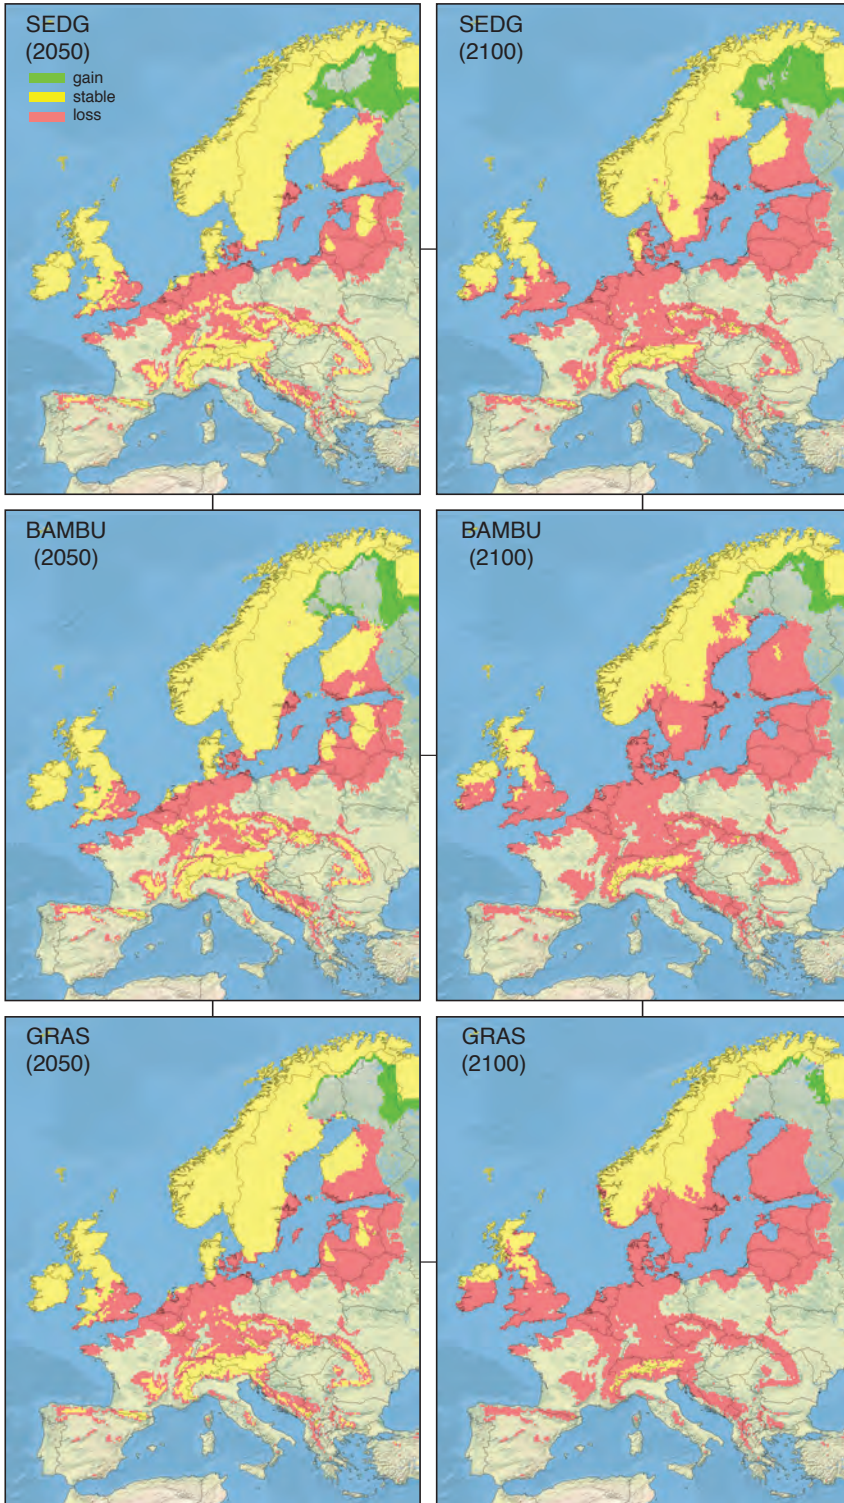 SEDG
(2050)
gain
stable
loss
SEDG
(2100)
BAMBU
(2050)
BAMBU
(2100)
GRAS
(2050)
GRAS
(2100)